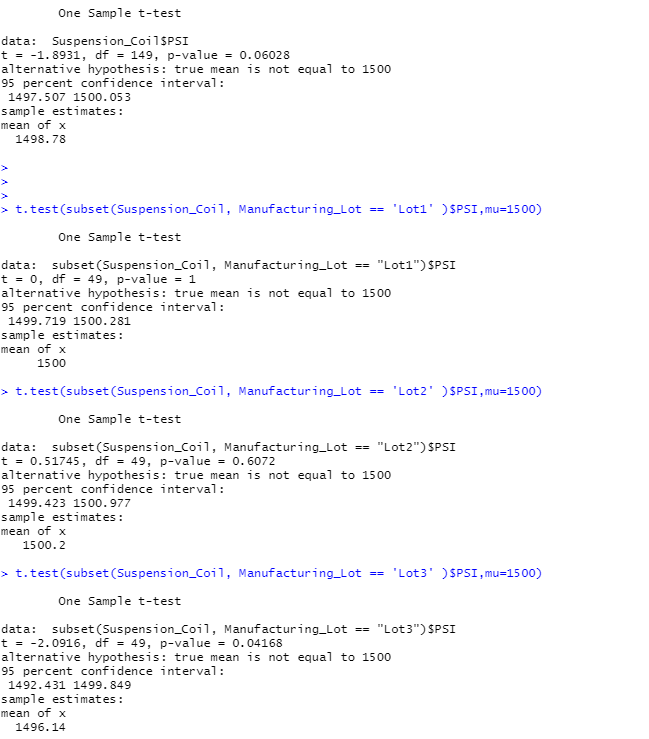 One Sample t-test
data:  Suspension_Coil$PSI
t = -1.8931, df = 149, p-value = 0.06028
alternative hypothesis: true mean is not equal to 1500
95 percent confidence interval:
 1497.507 1500.053
sample estimates:
mean of x
  1498.78
>
>
>
> t.test(subset(Suspension_Coil, Manufacturing_Lot == 'Lot1' )$PSI,mu=1500)
One Sample t-test
data:  subset(Suspension_Coil, Manufacturing_Lot == "Lot1")$PSI
t = 0, df = 49, p-value = 1
alternative hypothesis: true mean is not equal to 1500
95 percent confidence interval:
 1499.719 1500.281
sample estimates:
mean of x
     1500
> t.test(subset(Suspension_Coil, Manufacturing_Lot == 'Lot2' )$PSI,mu=1500)
One Sample t-test
data:  subset(Suspension_Coil, Manufacturing_Lot == "Lot2")$PSI
t = 0.51745, df = 49, p-value = 0.6072
alternative hypothesis: true mean is not equal to 1500
95 percent confidence interval:
 1499.423 1500.977
sample estimates:
mean of x
   1500.2
> t.test(subset(Suspension_Coil, Manufacturing_Lot == 'Lot3' )$PSI,mu=1500)
One Sample t-test
data:  subset(Suspension_Coil, Manufacturing_Lot == "Lot3")$PSI
t = -2.0916, df = 49, p-value = 0.04168
alternative hypothesis: true mean is not equal to 1500
95 percent confidence interval:
 1492.431 1499.849
sample estimates:
mean of x
  1496.14